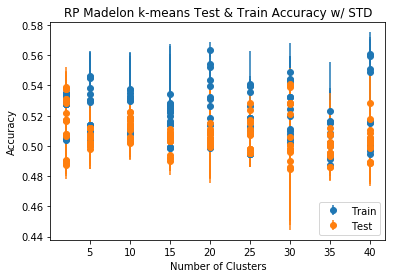 RP Madelon k-means Test & Train Accuracy w/ STD
0.58
0.56
0.54
0.52
0.50
0.48
0.46
0.44
Accuracy
5 10 15 20 25 30 35 40
Number of Clusters
Train
Test